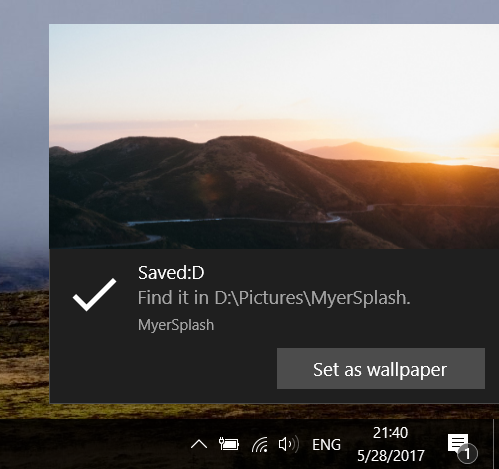 Saved:D
Find it in D:\Pictures\MyerSplash.
MyerSplash
Set as wallpaper
ENG
21:40
5/28/2017
1